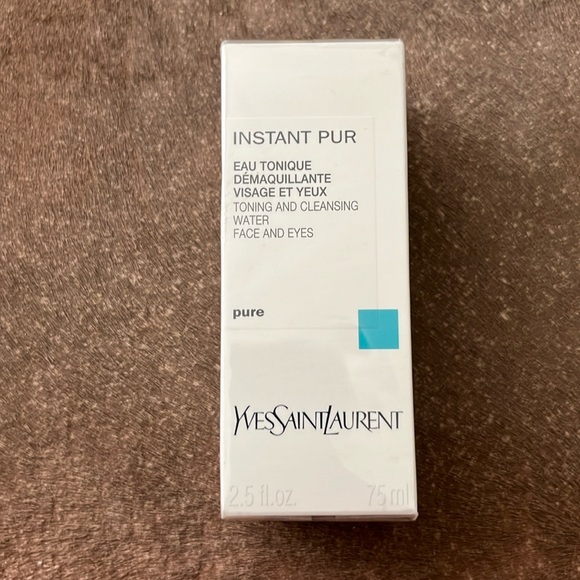 INSTANT PUR
EAU TONIQUE
DÉMAQUILLANTE
VISAGE ET YEUX
TONING AND CLEANSING
WATER
FACE AND EYES
pure
YVESSAINTLAURENT
2.5 fl.oz. 75 ml